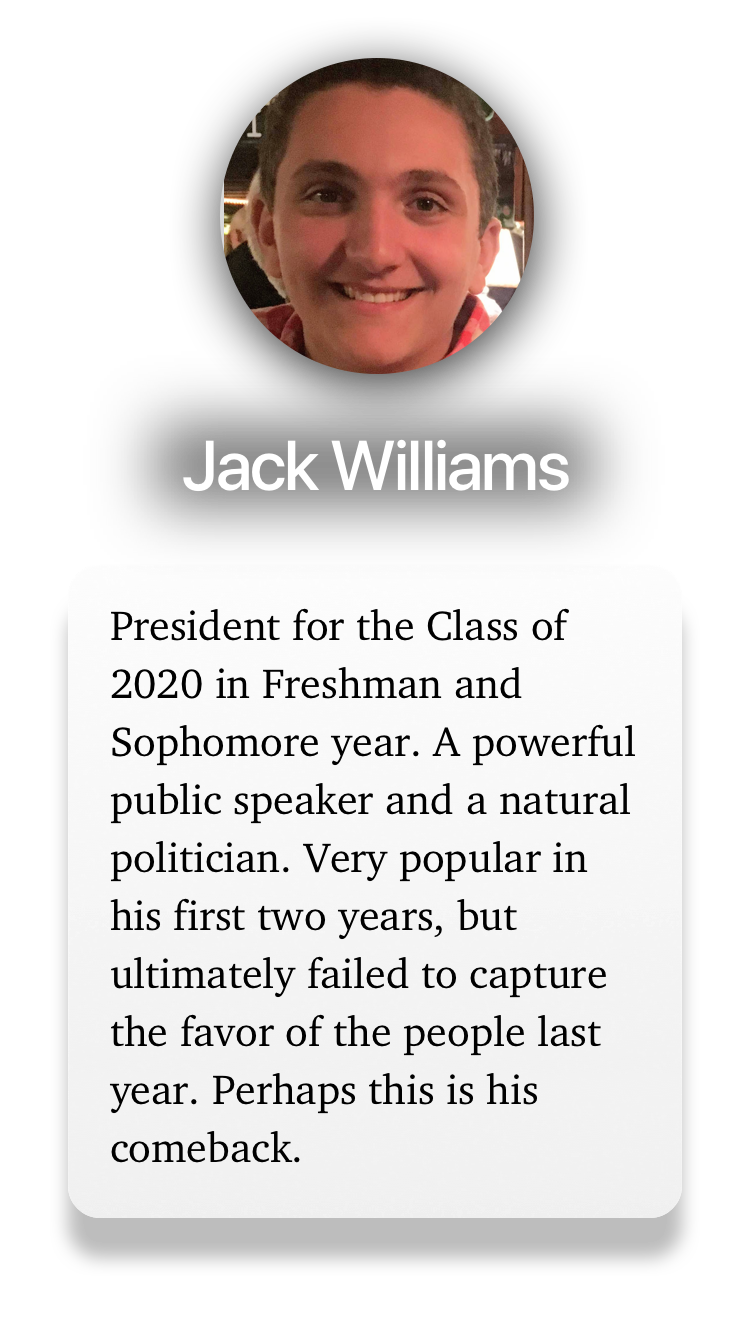 Jack Williams
President for the Class of
2020 in Freshman and
Sophomore year. A powerful
public speaker and a natural
politician. Very popular in
his first two years, but
ultimately failed to capture
the favor of the people last
year. Perhaps this is his
comeback.